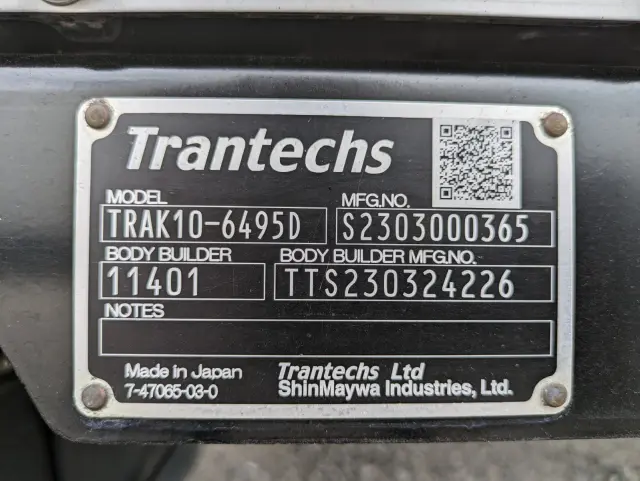 Trantechs
MODEL MFG.NO.
TRAK10-6495D S2303000365
BODY BUILDER BODY BUILDER MFG.NO.
11401 TTS230324226
NOTES
Made in Japan Trantechs Ltd
7-47065-03-0 ShinMaywa Industries, Ltd.